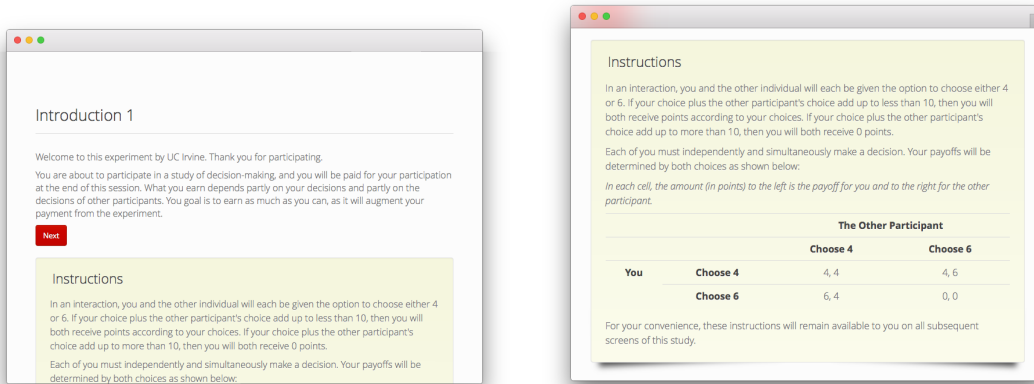 Introduction 1
Welcome to this experiment by UC Irvine. Thank you for participating.
You are about to participate in a study of decision-making, and you will be paid for your participation
at the end of this session. What you earn depends partly on your decisions and partly on the
decisions of other participants. You goal is to earn as much as you can, as it will augment your
payment from the experiment.
Next
Instructions
In an interaction, you and the other individual will each be given the option to choose either 4
or 6. If your choice plus the other participant's choice add up to less than 10, then you will
both receive points according to your choices. If your choice plus the other participant's
choice add up to more than 10, then you will both receive 0 points.
Each of you must independently and simultaneously make a decision. Your payoffs will be
determined by both choices as shown below:
Instructions
In an interaction, you and the other individual will each be given the option to choose either 4
or 6. If your choice plus the other participant's choice add up to less than 10, then you will
both receive points according to your choices. If your choice plus the other participant's
choice add up to more than 10, then you will both receive 0 points.
Each of you must independently and simultaneously make a decision. Your payoffs will be
determined by both choices as shown below:
In each cell, the amount (in points) to the left is the payoff for you and to the right for the other
participant.
The Other Participant
Choose 4 Choose 6
You Choose 4 4, 4 4, 6
Choose 6 6, 4 0, 0
For your convenience, these instructions will remain available to you on all subsequent
screens of this study.